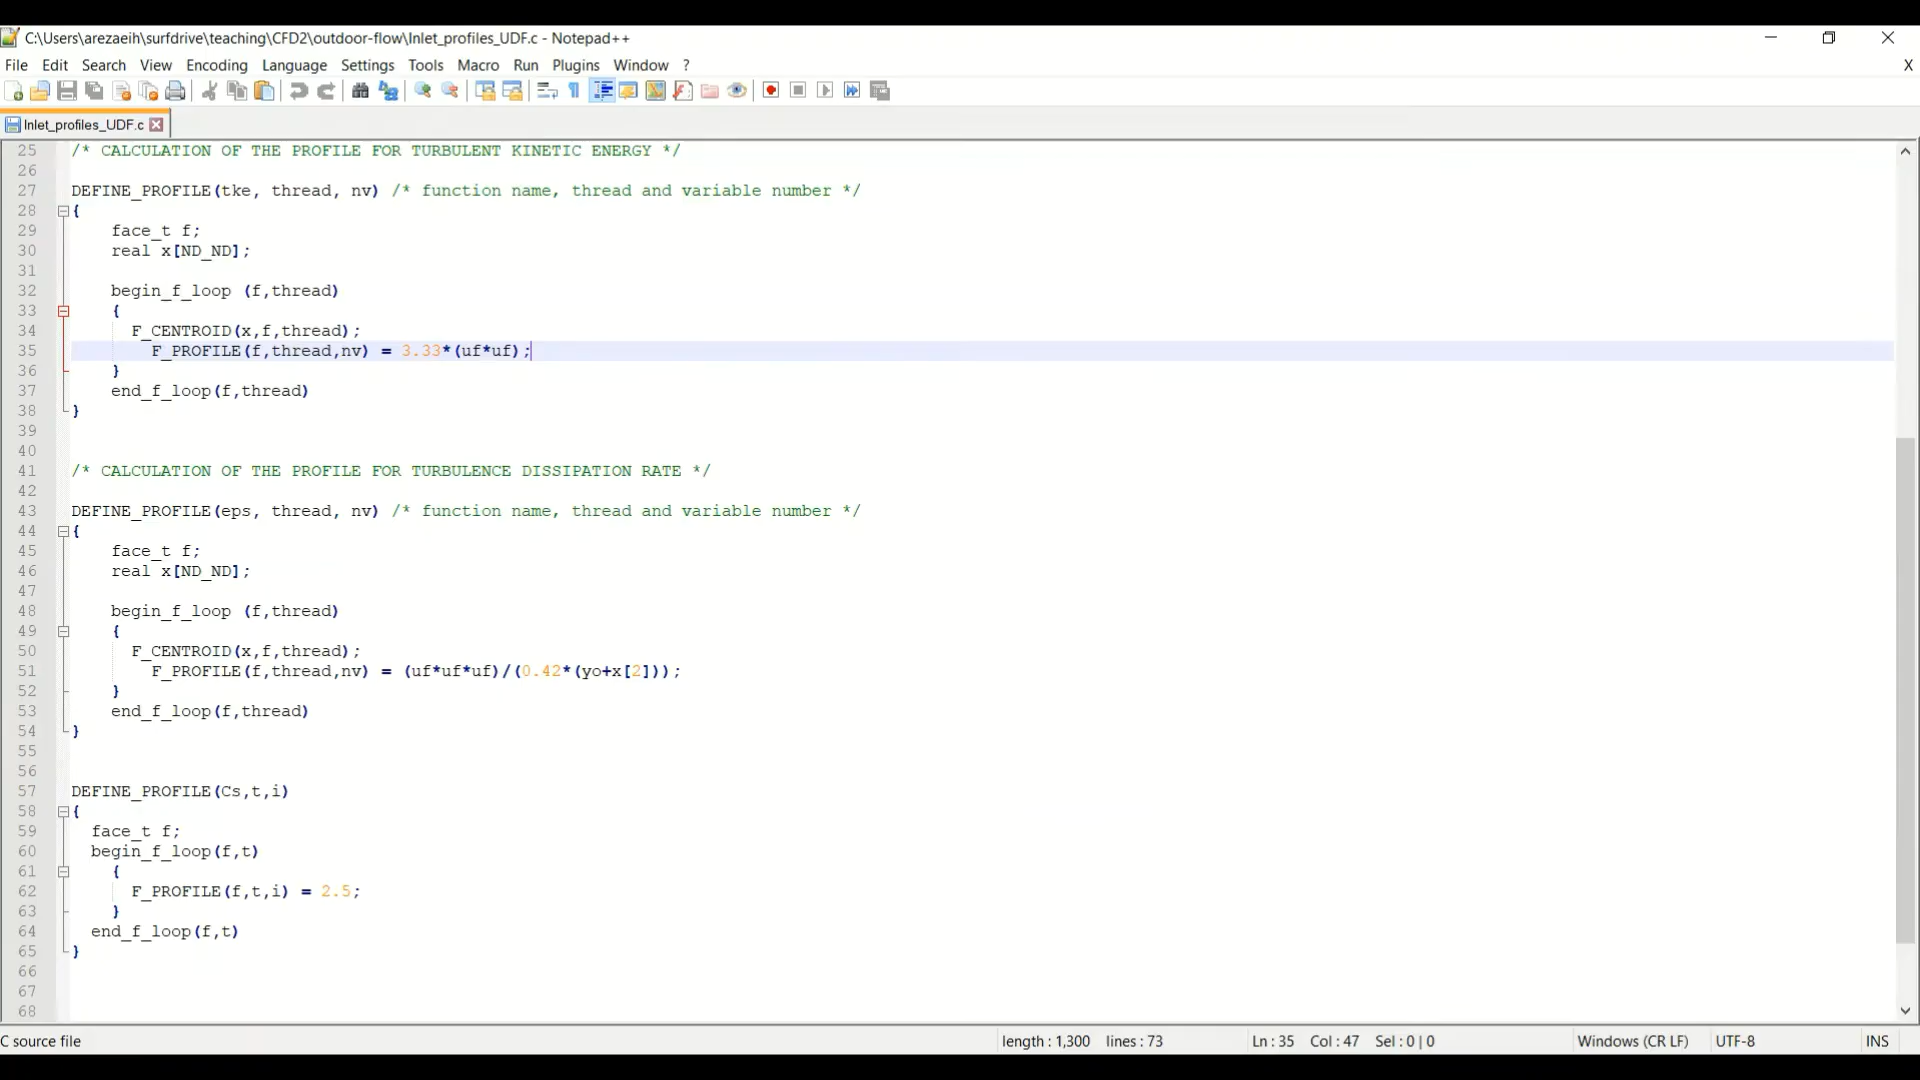 C:\Users\arezaeih\surfdrive\teaching\CFD2\outdoor-flow\Inlet_profiles_UDF.c - Notepad++
File Edit Search View Encoding Language Settings Tools Macro Run Plugins Window ? X
Inlet_profiles_UDF.c
25 /* CALCULATION OF THE PROFILE FOR TURBULENT KINETIC ENERGY */
26
27 DEFINE_PROFILE(tke, thread, nv) /* function name, thread and variable number */
28 {
29 face_t f;
30 real x[ND_ND];
31
32 begin_f_loop (f,thread)
33 {
34 F_CENTROID(x,f,thread);
35 F_PROFILE(f,thread,nv) = 3.33*(uf*uf);
36 }
37 end_f_loop(f,thread)
38 }
39
40
41 /* CALCULATION OF THE PROFILE FOR TURBULENCE DISSIPATION RATE */
42
43 DEFINE_PROFILE(eps, thread, nv) /* function name, thread and variable number */
44 {
45 face_t f;
46 real x[ND_ND];
47
48 begin_f_loop (f,thread)
49 {
50 F_CENTROID(x,f,thread);
51 F_PROFILE(f,thread,nv) = (uf*uf*uf)/(0.42*(yo+x[2]));
52 }
53 end_f_loop(f,thread)
54 }
55
56
57 DEFINE_PROFILE(Cs,t,i)
58 {
59 face_t f;
60 begin_f_loop(f,t)
61 {
62 F_PROFILE(f,t,i) = 2.5;
63 }
64 end_f_loop(f,t)
65 }
66
67
68
C source file length : 1,300 lines : 73 Ln : 35 Col : 47 Sel : 0 | 0 Windows (CR LF) UTF-8 INS